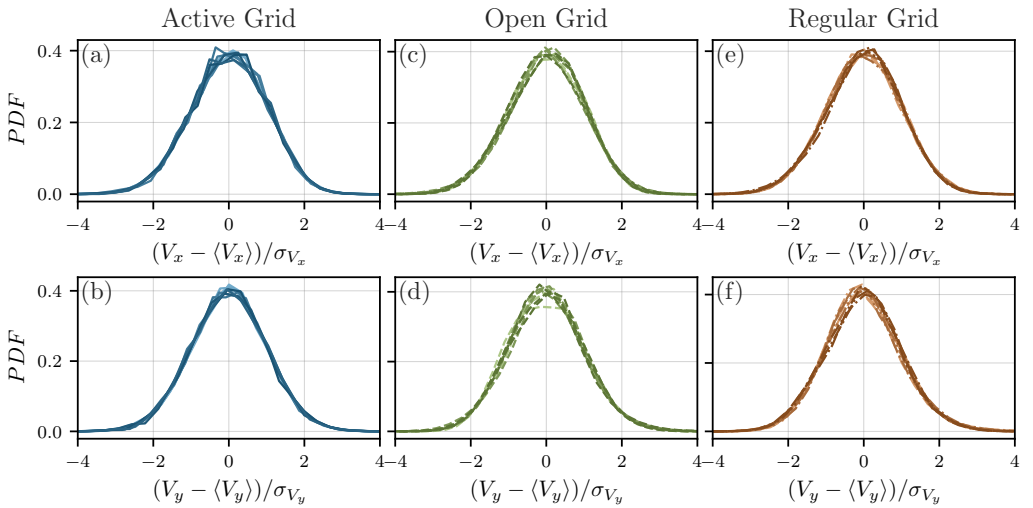 Active Grid Open Grid Regular Grid
(a) (c) (e)
PDF
0.4
0.2
0.0
−4 −2 0 2 4 −4 −2 0 2 4 −4 −2 0 2 4
(V_x − ⟨V_x⟩)/σ_{V_x} (V_x − ⟨V_x⟩)/σ_{V_x} (V_x − ⟨V_x⟩)/σ_{V_x}
(b) (d) (f)
PDF
0.4
0.2
0.0
−4 −2 0 2 4 −4 −2 0 2 4 −4 −2 0 2 4
(V_y − ⟨V_y⟩)/σ_{V_y} (V_y − ⟨V_y⟩)/σ_{V_y} (V_y − ⟨V_y⟩)/σ_{V_y}